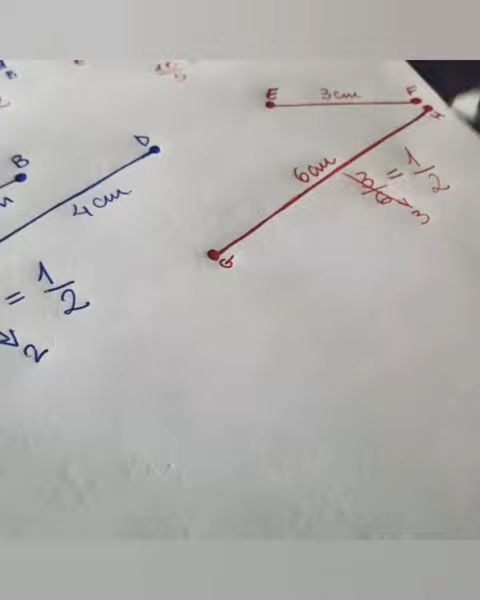 E 3cm F
I
B
D
4cm
6cm
3/6 = 1/2
3
G
= 1/2
2